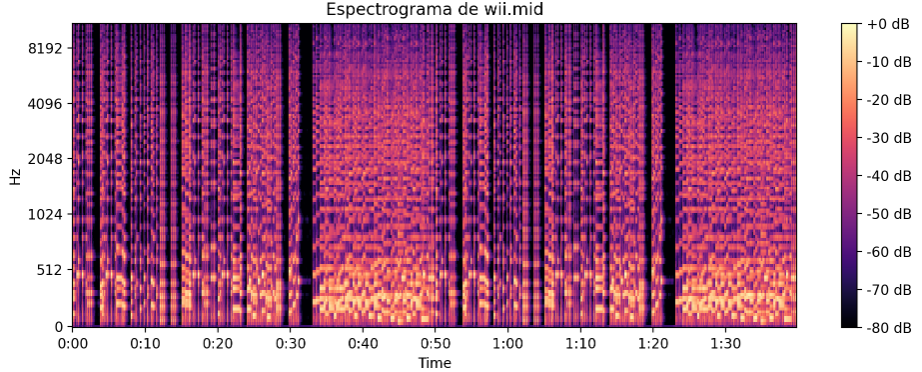 Espectrograma de wii.mid
8192
4096
2048
1024
512
0
Hz
0:00 0:10 0:20 0:30 0:40 0:50 1:00 1:10 1:20 1:30
Time
+0 dB
-10 dB
-20 dB
-30 dB
-40 dB
-50 dB
-60 dB
-70 dB
-80 dB